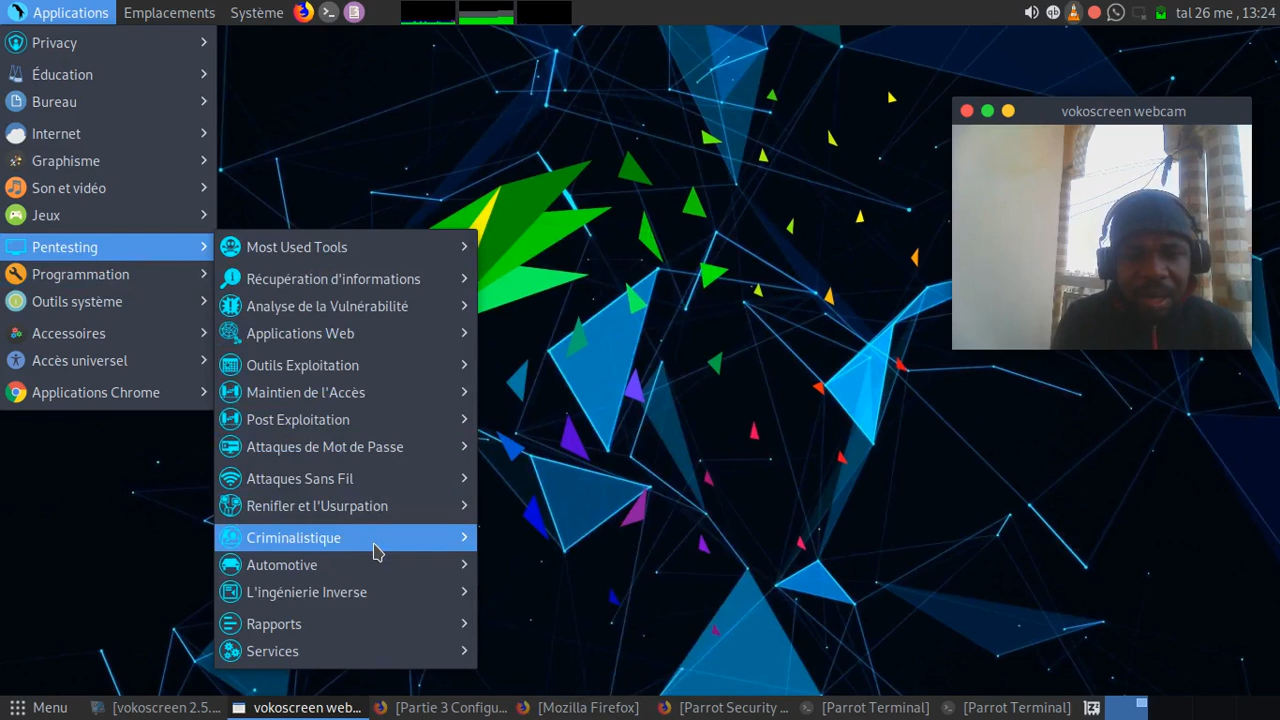 Applications Emplacements Système tal 26 me , 13:24
Privacy
Éducation
Bureau
Internet
Graphisme
Son et vidéo
Jeux
Pentesting
Programmation
Outils système
Accessoires
Accès universel
Applications Chrome
Most Used Tools
Récupération d'informations
Analyse de la Vulnérabilité
Applications Web
Outils Exploitation
Maintien de l'Accès
Post Exploitation
Attaques de Mot de Passe
Attaques Sans Fil
Renifler et l'Usurpation
Criminalistique
Automotive
L'ingénierie Inverse
Rapports
Services
vokoscreen webcam
Menu [vokoscreen 2.5.... vokoscreen web... [Partie 3 Configu... [Mozilla Firefox] [Parrot Security ... [Parrot Terminal] [Parrot Terminal]